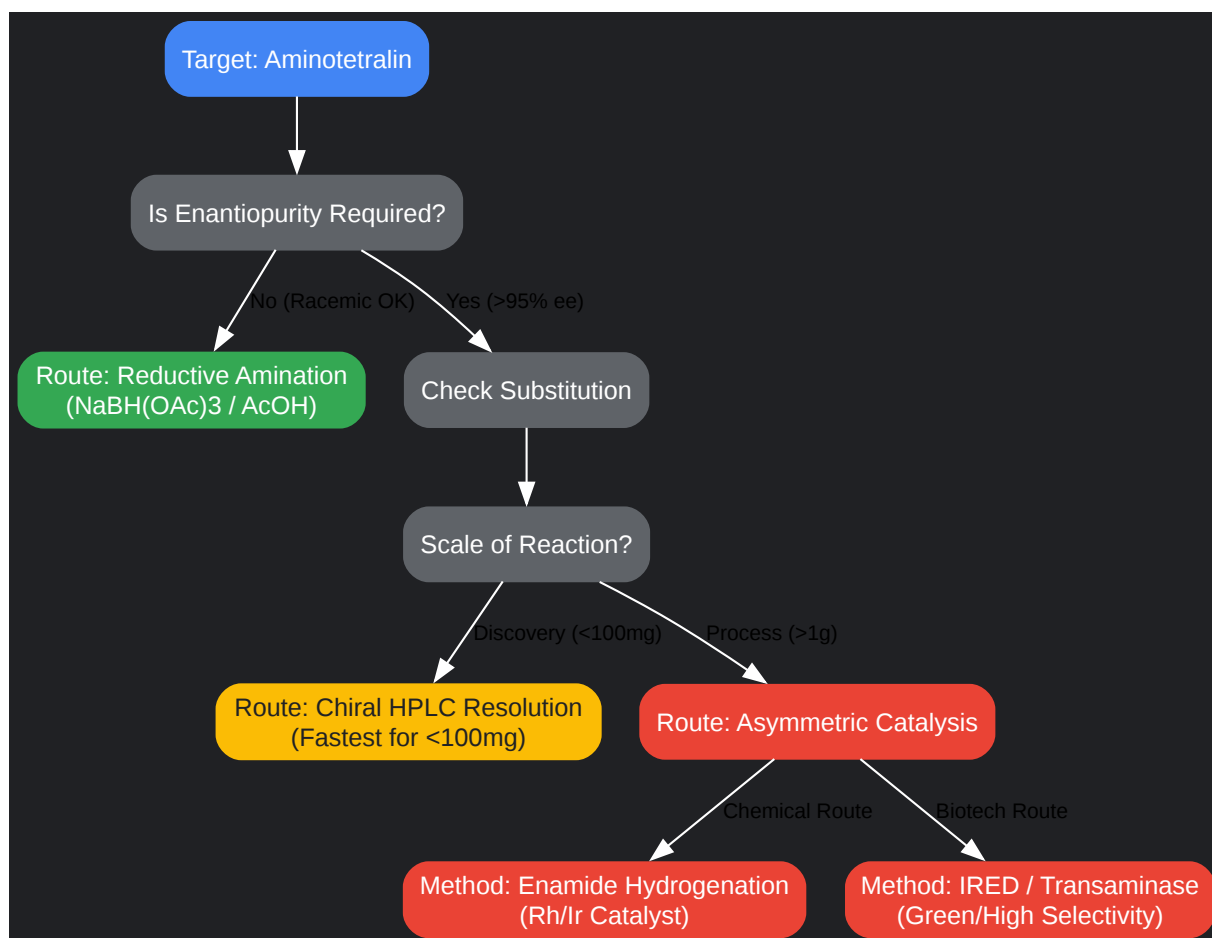 Target: Aminotetralin
Is Enantiopurity Required?
No (Racemic OK)
Yes (>95% ee)
Route: Reductive Amination
(NaBH(OAc)3 / AcOH)
Check Substitution
Scale of Reaction?
Discovery (<100mg)
Process (>1g)
Route: Chiral HPLC Resolution
(Fastest for <100mg)
Route: Asymmetric Catalysis
Chemical Route
Biotech Route
Method: Enamide Hydrogenation
(Rh/Ir Catalyst)
Method: IRED / Transaminase
(Green/High Selectivity)